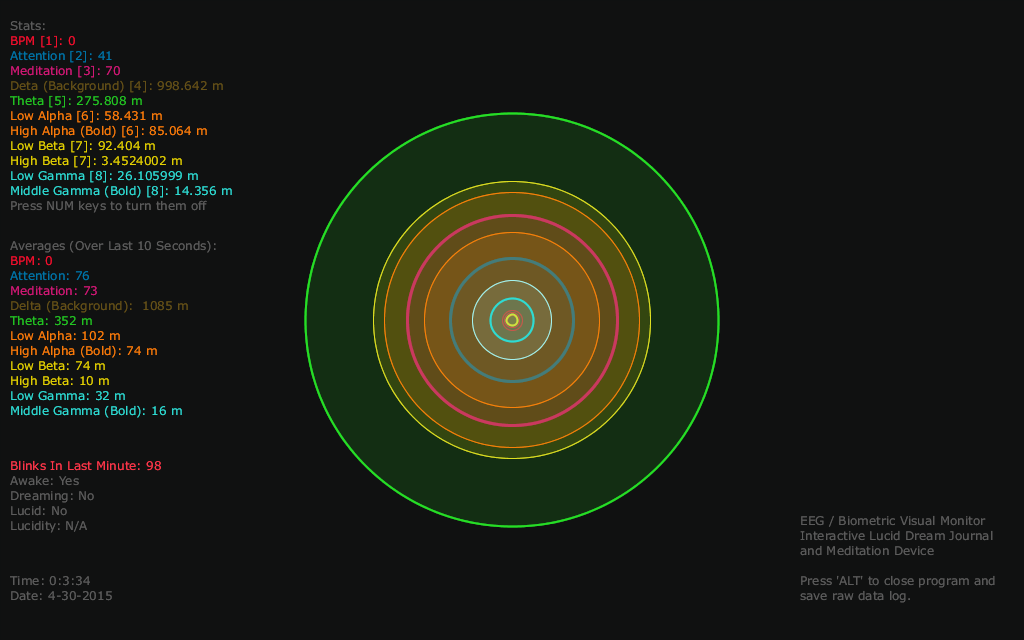 Stats:
BPM [1]: 0
Attention [2]: 41
Meditation [3]: 70
Deta (Background) [4]: 998.642 m
Theta [5]: 275.808 m
Low Alpha [6]: 58.431 m
High Alpha (Bold) [6]: 85.064 m
Low Beta [7]: 92.404 m
High Beta [7]: 3.4524002 m
Low Gamma [8]: 26.105999 m
Middle Gamma (Bold) [8]: 14.356 m
Press NUM keys to turn them off
Averages (Over Last 10 Seconds):
BPM: 0
Attention: 76
Meditation: 73
Delta (Background):  1085 m
Theta: 352 m
Low Alpha: 102 m
High Alpha (Bold): 74 m
Low Beta: 74 m
High Beta: 10 m
Low Gamma: 32 m
Middle Gamma (Bold): 16 m
Blinks In Last Minute: 98
Awake: Yes
Dreaming: No
Lucid: No
Lucidity: N/A
Time: 0:3:34
Date: 4-30-2015
EEG / Biometric Visual Monitor
Interactive Lucid Dream Journal
and Meditation Device
Press 'ALT' to close program and
save raw data log.